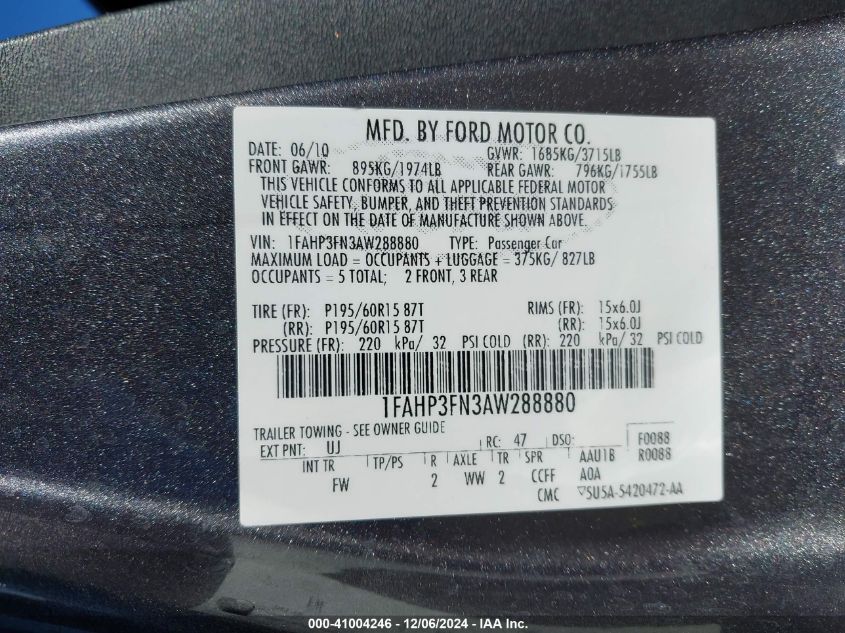 MFD. BY FORD MOTOR CO.
DATE: 06/10 GVWR: 1685KG/3715LB
FRONT GAWR: 895KG/1974LB REAR GAWR: 796KG/1755LB
THIS VEHICLE CONFORMS TO ALL APPLICABLE FEDERAL MOTOR
VEHICLE SAFETY, BUMPER, AND THEFT PREVENTION STANDARDS
IN EFFECT ON THE DATE OF MANUFACTURE SHOWN ABOVE.
VIN: 1FAHP3FN3AW288880 TYPE: Passenger Car
MAXIMUM LOAD = OCCUPANTS + LUGGAGE = 375KG/ 827LB
OCCUPANTS = 5 TOTAL; 2 FRONT, 3 REAR
TIRE (FR): P195/60R15 87T RIMS (FR): 15x6.0J
(RR): P195/60R15 87T (RR): 15x6.0J
PRESSURE (FR): 220 kPa/ 32 PSI COLD (RR): 220 kPa/ 32 PSI COLD
1FAHP3FN3AW288880
TRAILER TOWING - SEE OWNER GUIDE
EXT PNT: UJ RC: 47 DSO: F0088
INT TR TP/PS R AXLE TR SPR AAU1B R0088
FW 2 WW 2 CCFF A0A
CMC 5U5A-5420472-AA
000-41004246 - 12/06/2024 - IAA Inc.